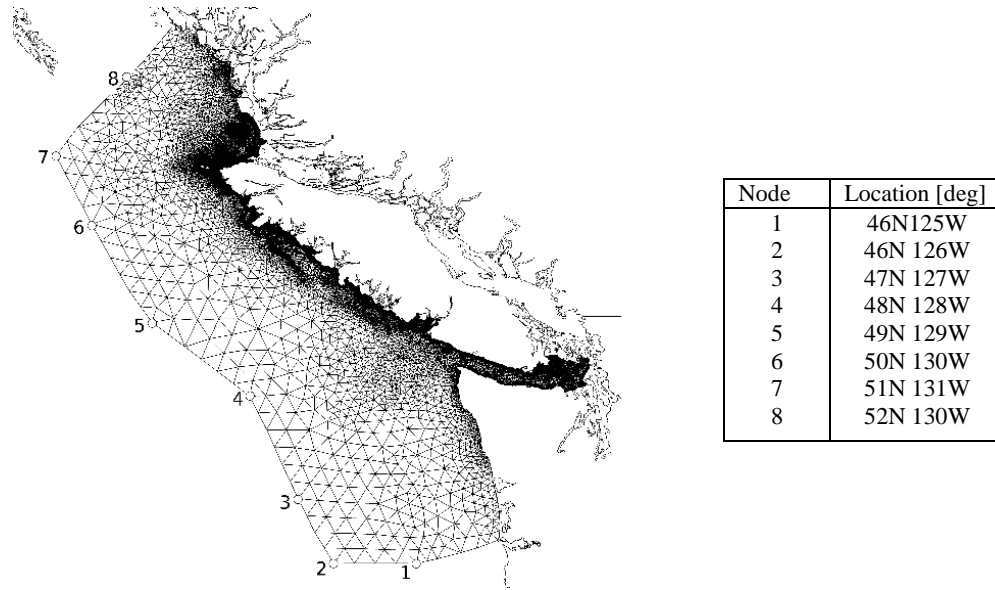 8
7
6
5
4
3
2
1
Node Location [deg]
1 46N125W
2 46N 126W
3 47N 127W
4 48N 128W
5 49N 129W
6 50N 130W
7 51N 131W
8 52N 130W